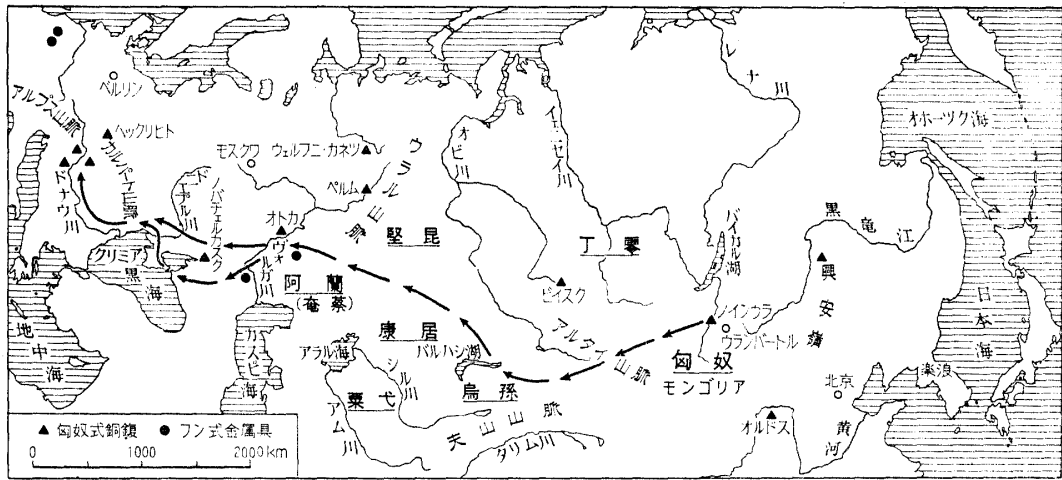 ベルリン
アルプス山脈
ヘックリヒト
カルパティア山脈
ドナウ川
モスクワ
ウェルフニ・カネツ
ペルム
ウラル山脈
オビ川
イェニセイ川
レナ川
オホーツク海
ドニエプル川
ノバチェルカスク
オトカ
ヴォルガ川
堅昆
丁零
バイカル湖
黒竜江
興安嶺
クリミア
黒海
阿蘭
(奄蔡)
ビイスク
ノインウラ
ウランバートル
日本海
地中海
カスピ海
康居
アラル海
バルハシ湖
シル川
アルタイ山脈
匈奴
モンゴリア
北京
楽浪
粟弋
アム川
烏孫
天山山脈
タリム川
オルドス
黄河
▲ 匈奴式銅鍑 ● フン式金属具
0 1000 2000km